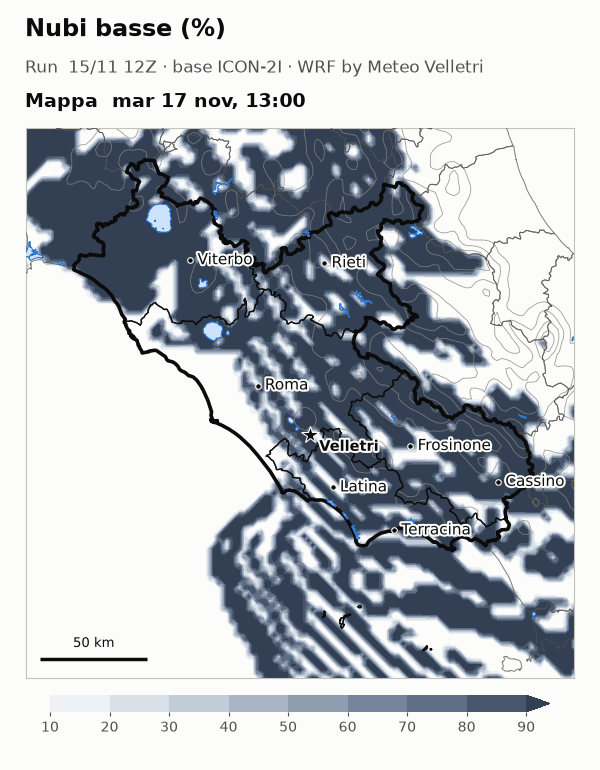 Nubi basse (%)
Run 15/11 12Z · base ICON-2I · WRF by Meteo Velletri
Mappa mar 17 nov, 13:00
Viterbo
Rieti
Roma
Velletri
Frosinone
Cassino
Latina
Terracina
50 km
10 20 30 40 50 60 70 80 90